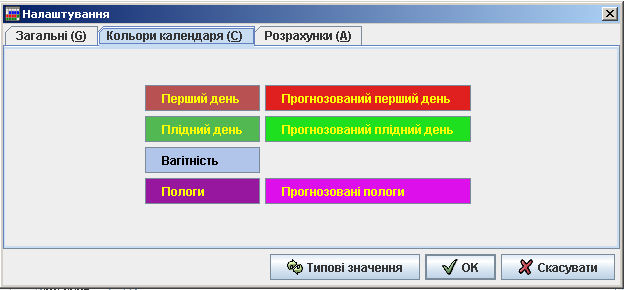 Налаштування
Загальні (G) Кольори календаря (C) Розрахунки (A)
Перший день Прогнозований перший день
Плідний день Прогнозований плідний день
Вагітність
Пологи Прогнозовані пологи
Типові значення OK Скасувати